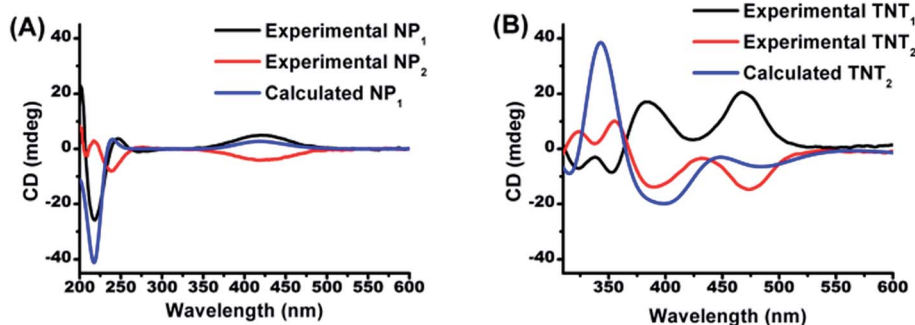 (A)
Experimental NP1
Experimental NP2
Calculated NP1
CD (mdeg)
40
20
0
-20
-40
200 250 300 350 400 450 500 550 600
Wavelength (nm)
(B)
Experimental TNT1
Experimental TNT2
Calculated TNT2
CD (mdeg)
40
20
0
-20
-40
350 400 450 500 550 600
Wavelength (nm)